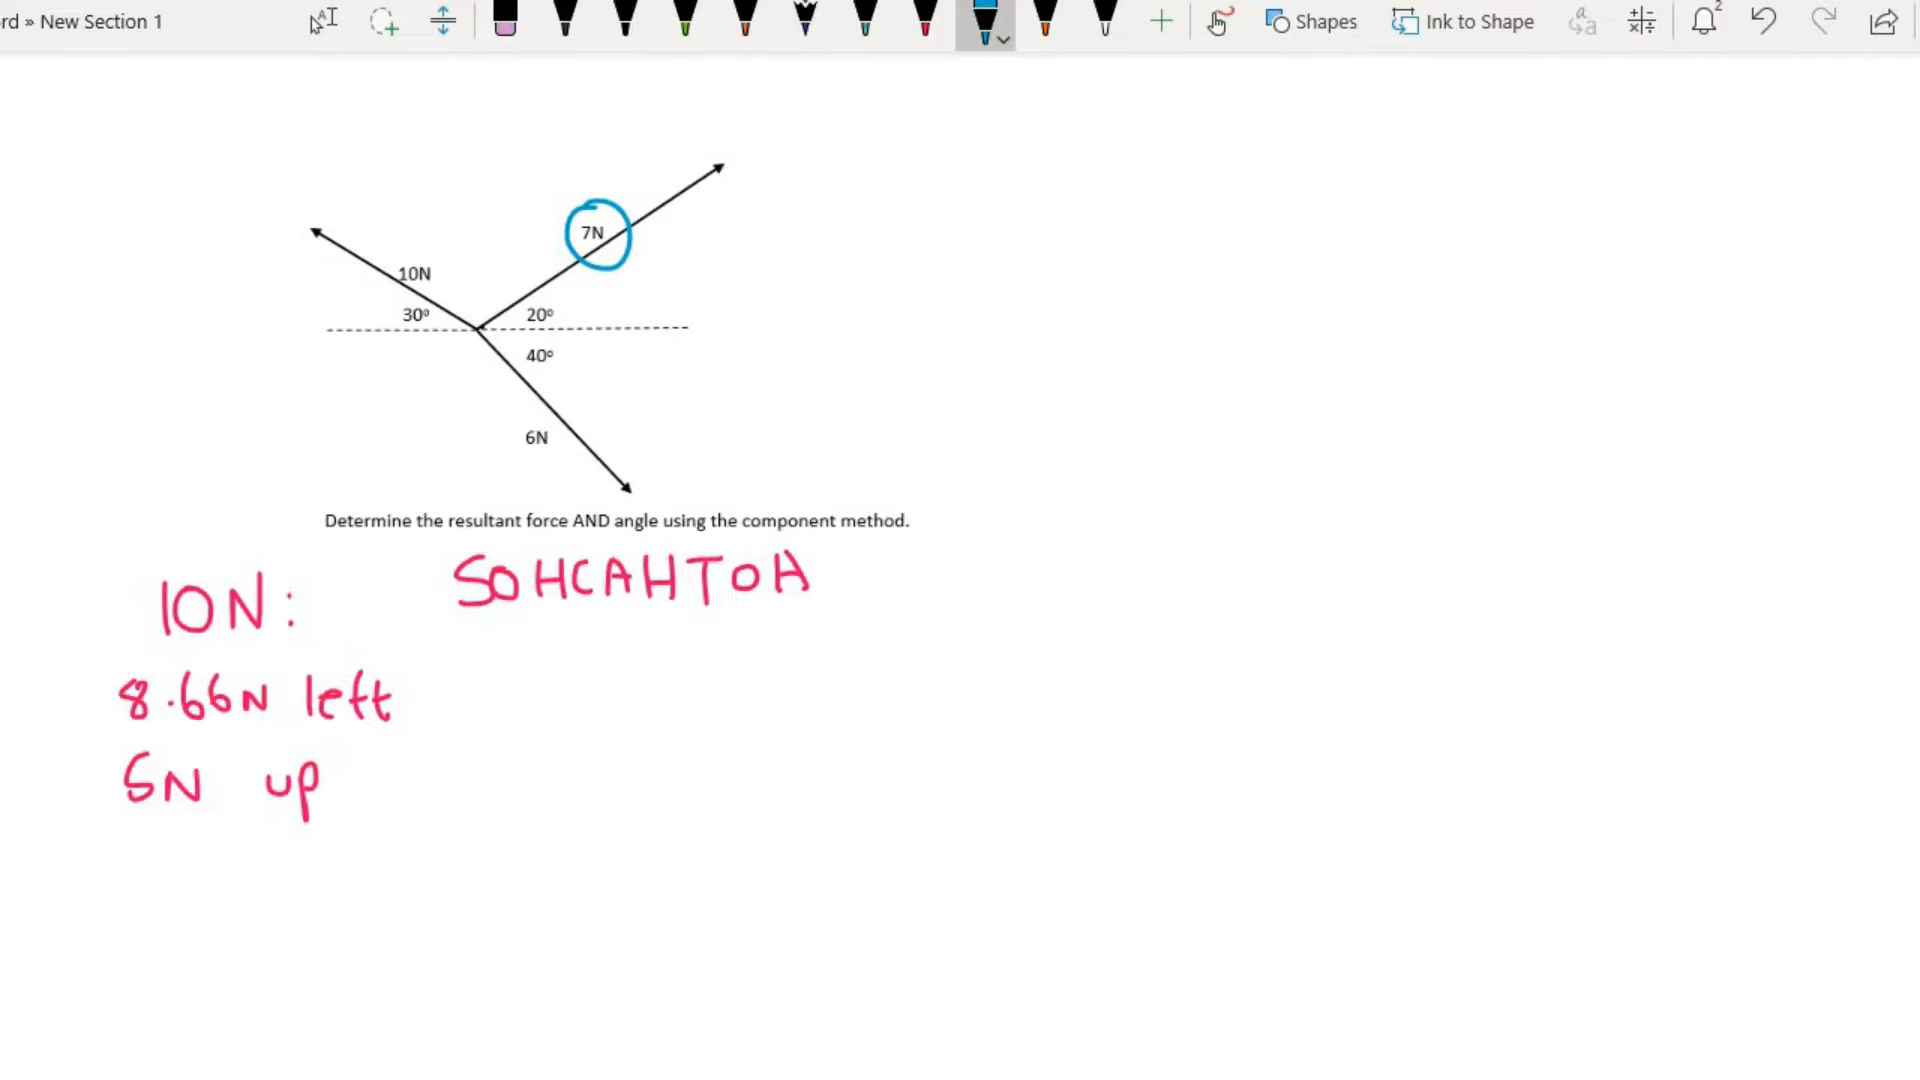 rd » New Section 1
Shapes
Ink to Shape
2
7N
10N
30°
20°
40°
6N
Determine the resultant force AND angle using the component method.
SOHCAHTOA
10N:
8.66N left
5N up